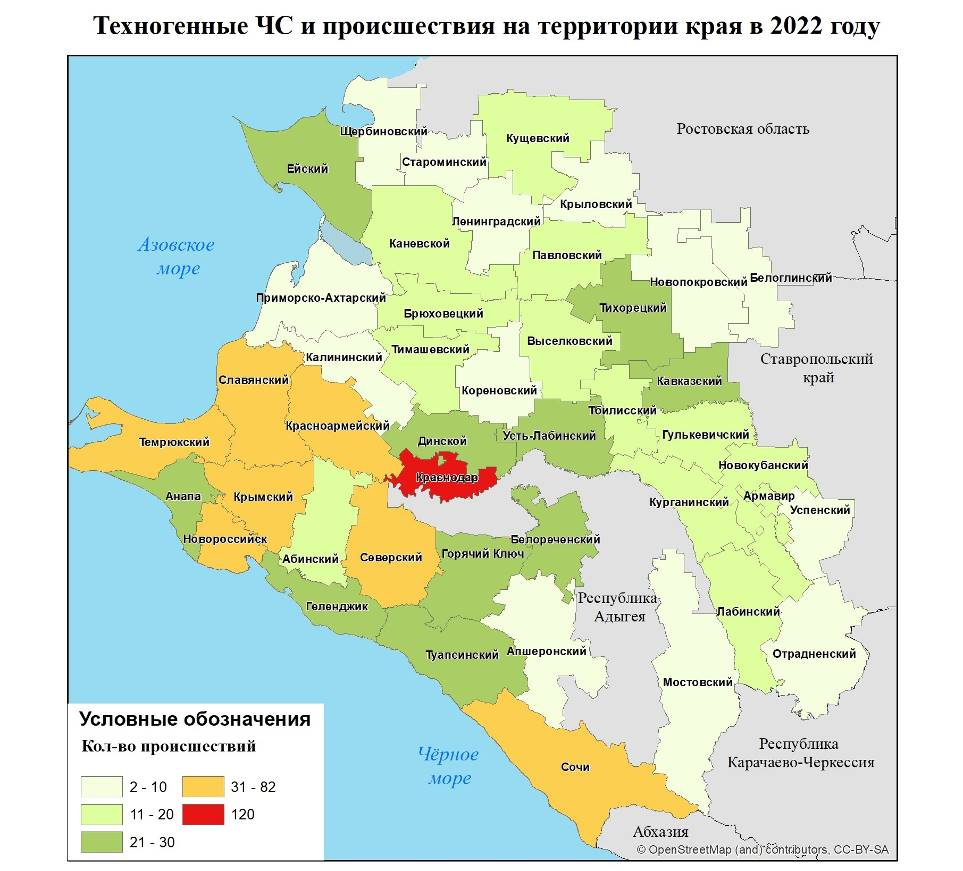 Техногенные ЧС и происшествия на территории края в 2022 году
Щербиновский
Ростовская область
Кущевский
Староминский
Ейский
Крыловский
Ленинградский
Азовское
море
Каневской
Павловский
Новопокровский
Белоглинский
Приморско-Ахтарский
Тихорецкий
Брюховецкий
Выселковский
Тимашевский
Калининский
Ставропольский
край
Славянский
Кавказский
Кореновский
Тбилисский
Красноармейский
Гулькевичский
Усть-Лабинский
Динской
Темрюкский
Новокубанский
Краснодар
Анапа
Крымский
Армавир
Курганинский
Успенский
Новороссийск
Белореченский
Горячий Ключ
Абинский
Северский
Республика
Адыгея
Геленджик
Лабинский
Апшеронский
Туапсинский
Отрадненский
Мостовский
Условные обозначения
Кол-во происшествий
Чёрное
море
Республика
Карачаево-Черкессия
Сочи
2 - 10
31 - 82
11 - 20
120
21 - 30
Абхазия
© OpenStreetMap (and) contributors, CC-BY-SA